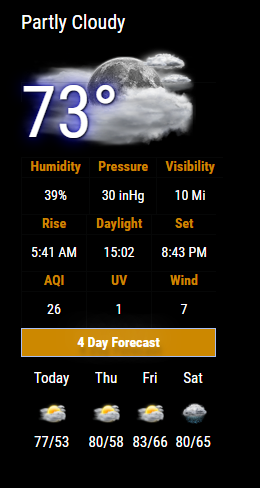 Partly Cloudy
73°
Humidity Pressure Visibility
39% 30 inHg 10 Mi
Rise Daylight Set
5:41 AM 15:02 8:43 PM
AQI UV Wind
26 1 7
4 Day Forecast
Today Thu Fri Sat
77/53 80/58 83/66 80/65